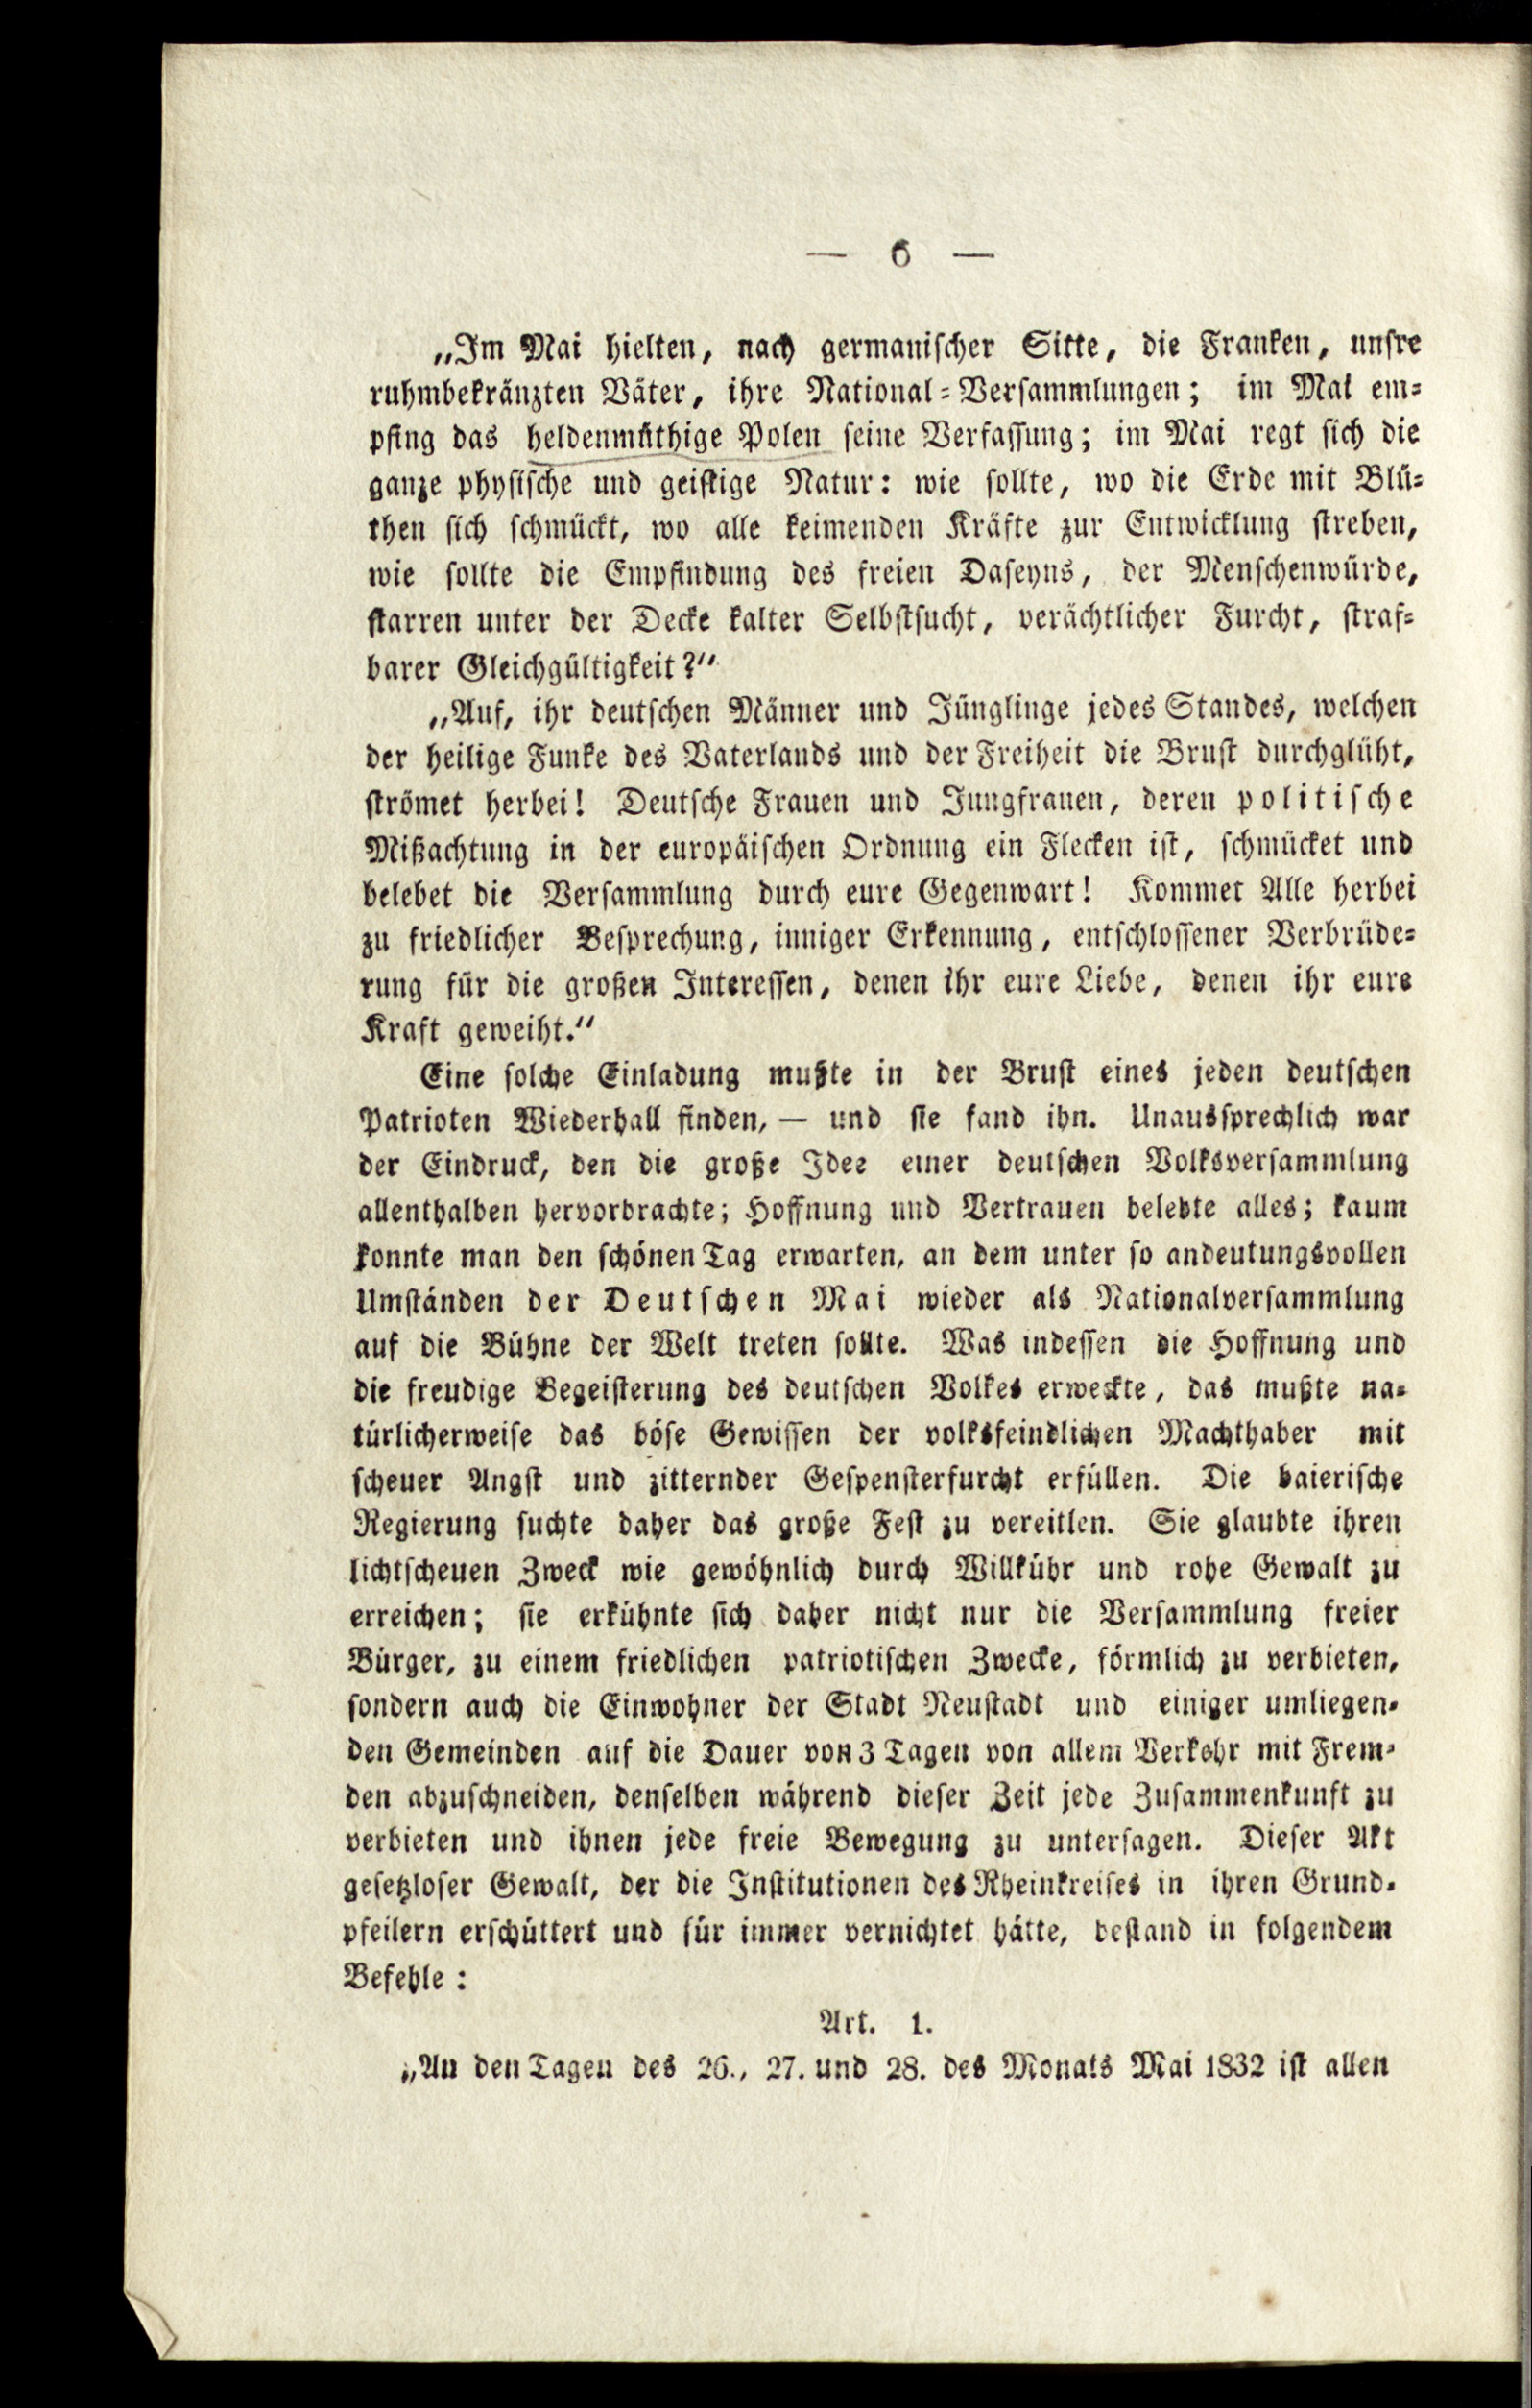 — 6 —
„Im Mai hielten, nach germanischer Sitte, die Franken, unsre
ruhmbekränzten Väter, ihre National=Versammlungen; im Mai em=
pfing das heldenmüthige Polen seine Verfassung; im Mai regt sich die
ganze physische und geistige Natur: wie sollte, wo die Erde mit Blü=
then sich schmückt, wo alle keimenden Kräfte zur Entwicklung streben,
wie sollte die Empfindung des freien Daseyns, der Menschenwürde,
starren unter der Decke kalter Selbstsucht, verächtlicher Furcht, straf=
barer Gleichgültigkeit?“
„Auf, ihr deutschen Männer und Jünglinge jedes Standes, welchen
der heilige Funke des Vaterlands und der Freiheit die Brust durchglüht,
strömet herbei! Deutsche Frauen und Jungfrauen, deren politische
Mißachtung in der europäischen Ordnung ein Flecken ist, schmücket und
belebet die Versammlung durch eure Gegenwart! Kommet Alle herbei
zu friedlicher Besprechung, inniger Erkennung, entschlossener Verbrüde=
rung für die großen Interessen, denen ihr eure Liebe, denen ihr eure
Kraft geweiht.“
Eine solche Einladung mußte in der Brust eines jeden deutschen
Patrioten Wiederhall finden, — und sie fand ihn. Unaussprechlich war
der Eindruck, den die große Idee einer deutschen Volksversammlung
allenthalben hervorbrachte; Hoffnung und Vertrauen belebte alles; kaum
konnte man den schönen Tag erwarten, an dem unter so andeutungsvollen
Umständen der Deutschen Mai wieder als Nationalversammlung
auf die Bühne der Welt treten sollte. Was indessen die Hoffnung und
die freudige Begeisterung des deutschen Volkes erweckte, das mußte na=
türlicherweise das böse Gewissen der volksfeindlichen Machthaber mit
scheuer Angst und zitternder Gespensterfurcht erfüllen. Die baierische
Regierung suchte daher das große Fest zu vereitlen. Sie glaubte ihren
lichtscheuen Zweck wie gewöhnlich durch Willkühr und rohe Gewalt zu
erreichen; sie erkühnte sich daher nicht nur die Versammlung freier
Bürger, zu einem friedlichen patriotischen Zwecke, förmlich zu verbieten,
sondern auch die Einwohner der Stadt Neustadt und einiger umliegen=
den Gemeinden auf die Dauer von 3 Tagen von allem Verkehr mit Frem=
den abzuschneiden, denselben während dieser Zeit jede Zusammenkunft zu
verbieten und ihnen jede freie Bewegung zu untersagen. Dieser Akt
gesetzloser Gewalt, der die Institutionen des Rheinkreises in ihren Grund=
pfeilern erschüttert und für immer vernichtet hätte, bestand in folgendem
Befehle:
Art. 1.
„An den Tagen des 26., 27. und 28. des Monats Mai 1832 ist allen